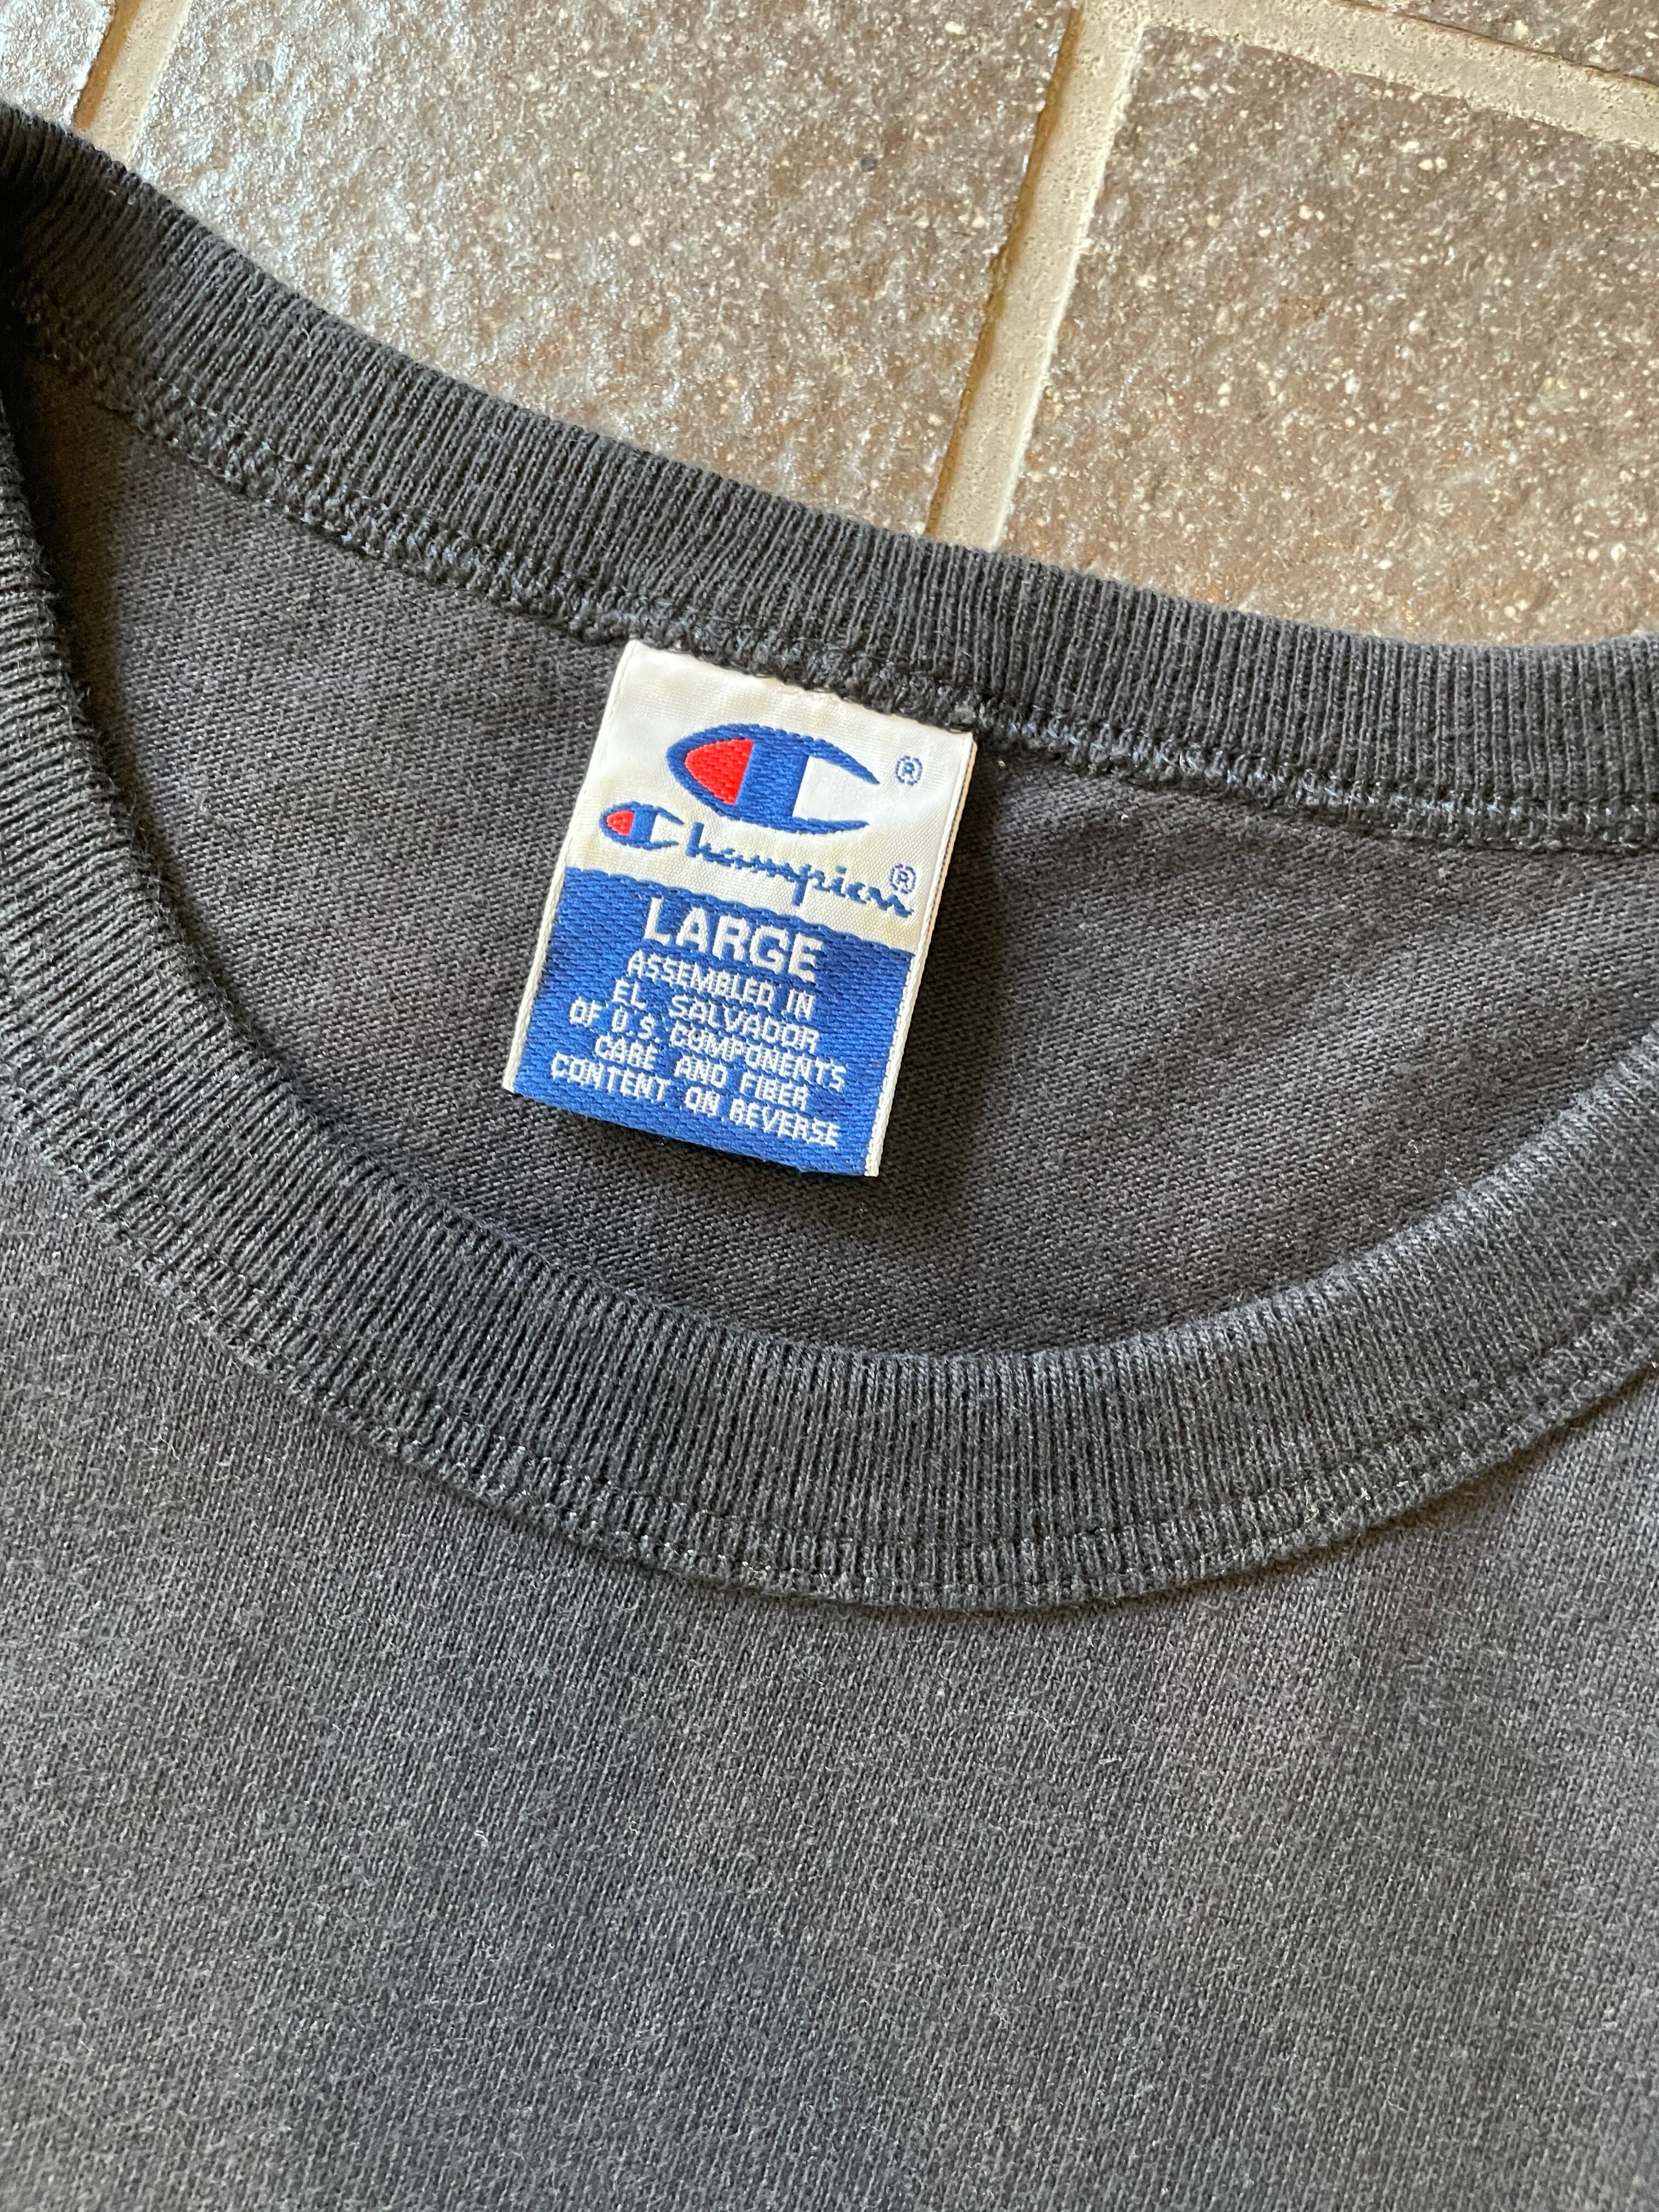 ®
Champion®
LARGE
ASSEMBLED IN
EL SALVADOR
OF U.S. COMPONENTS
CARE AND FIBER
CONTENT ON REVERSE